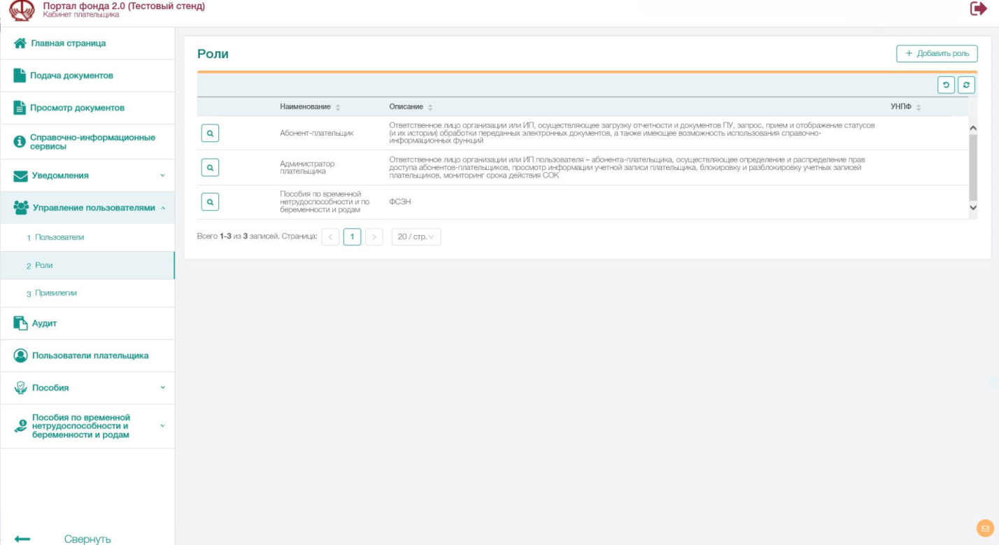 Портал фонда 2.0 (Тестовый стенд)
Кабинет плательщика
Главная страница
Подача документов
Просмотр документов
Справочно-информационные
сервисы
Уведомления
Управление пользователями
1 Пользователи
2 Роли
3 Привилегии
Аудит
Пользователи плательщика
Пособия
Пособия по временной
нетрудоспособности и
беременности и родам
Свернуть
Роли
+ Добавить роль
Наименование Описание УНПФ
Абонент-плательщик
Ответственное лицо организации или ИП, осуществляющее загрузку отчетности и документов ПУ, запрос, прием и отображение статусов
(и их истории) обработки переданных электронных документов, а также имеющее возможность использования справочно-
информационных функций
Администратор
плательщика
Ответственное лицо организации или ИП пользователя – абонента-плательщика, осуществляющее определение и распределение прав
доступа абонентов-плательщиков, просмотр информации учетной записи плательщика, блокировку и разблокировку учетных записей
плательщиков, мониторинг срока действия СОК
Пособия по временной
нетрудоспособности и по
беременности и родам
ФСЗН
Всего 1-3 из 3 записей. Страница: < 1 > 20 / стр.